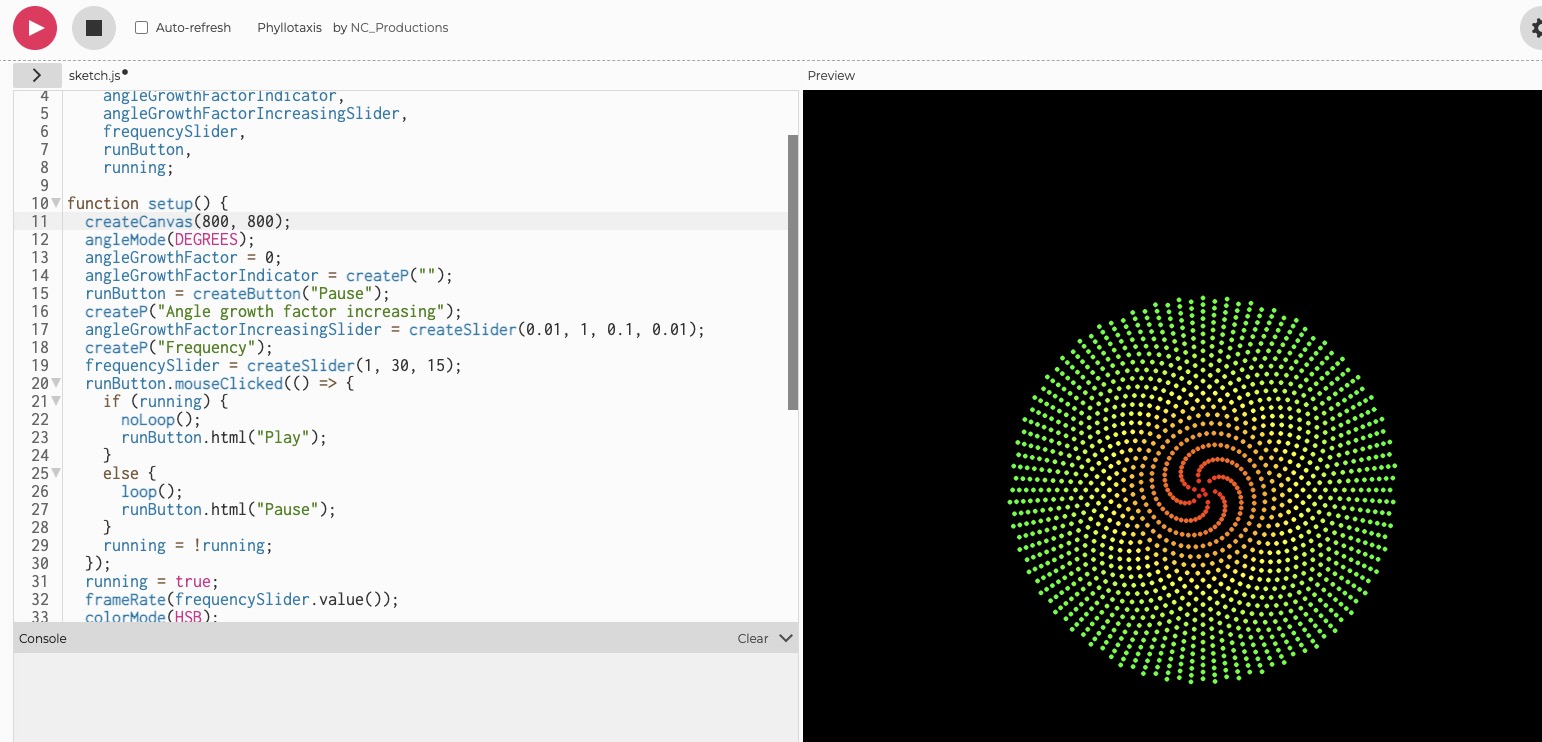 Auto-refresh Phyllotaxis by NC_Productions
sketch.js
Preview
4 angleGrowthFactorIndicator,
5 angleGrowthFactorIncreasingSlider,
6 frequencySlider,
7 runButton,
8 running;
9
10 function setup() {
11 createCanvas(800, 800);
12 angleMode(DEGREES);
13 angleGrowthFactor = 0;
14 angleGrowthFactorIndicator = createP("");
15 runButton = createButton("Pause");
16 createP("Angle growth factor increasing");
17 angleGrowthFactorIncreasingSlider = createSlider(0.01, 1, 0.1, 0.01);
18 createP("Frequency");
19 frequencySlider = createSlider(1, 30, 15);
20 runButton.mouseClicked(() => {
21 if (running) {
22 noLoop();
23 runButton.html("Play");
24 }
25 else {
26 loop();
27 runButton.html("Pause");
28 }
29 running = !running;
30 });
31 running = true;
32 frameRate(frequencySlider.value());
33 colorMode(HSB);
Console
Clear